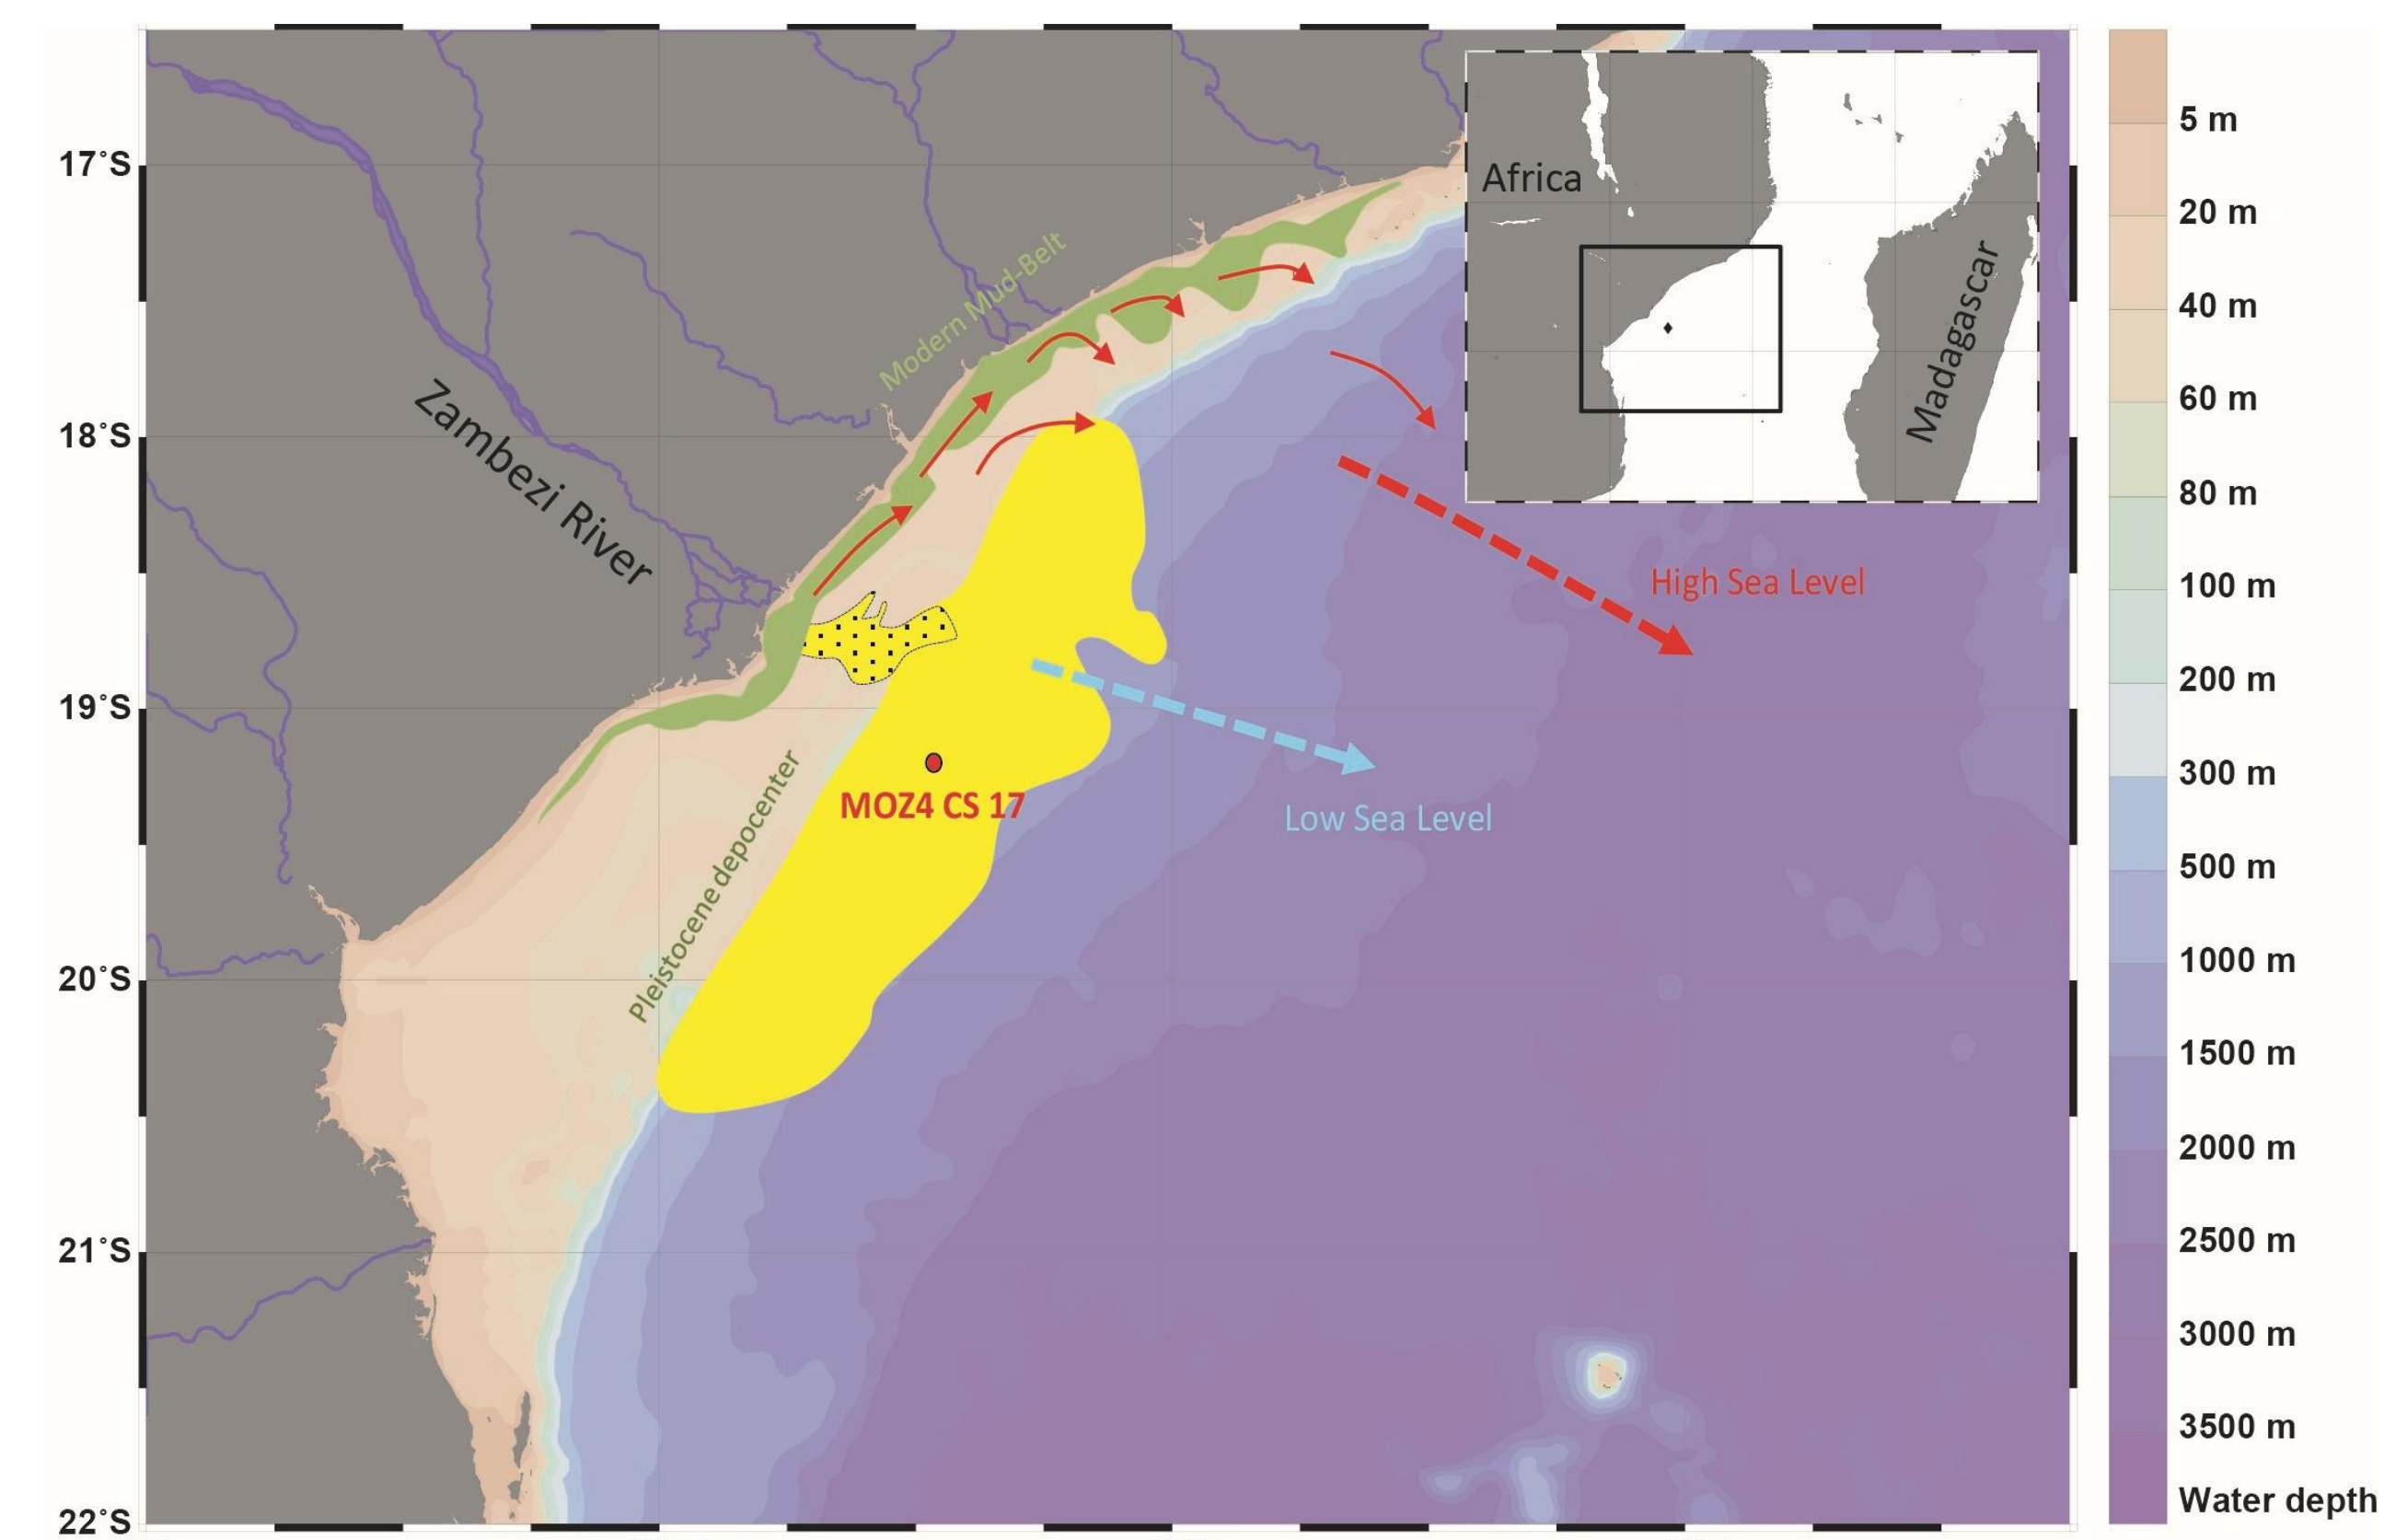 17°S
18°S
19°S
20°S
21°S
22°S
Zambezi River
Modern Mud-Belt
Pleistocene depocenter
MOZ4 CS 17
High Sea Level
Low Sea Level
Africa
Madagascar
5 m
20 m
40 m
60 m
80 m
100 m
200 m
300 m
500 m
1000 m
1500 m
2000 m
2500 m
3000 m
3500 m
Water depth